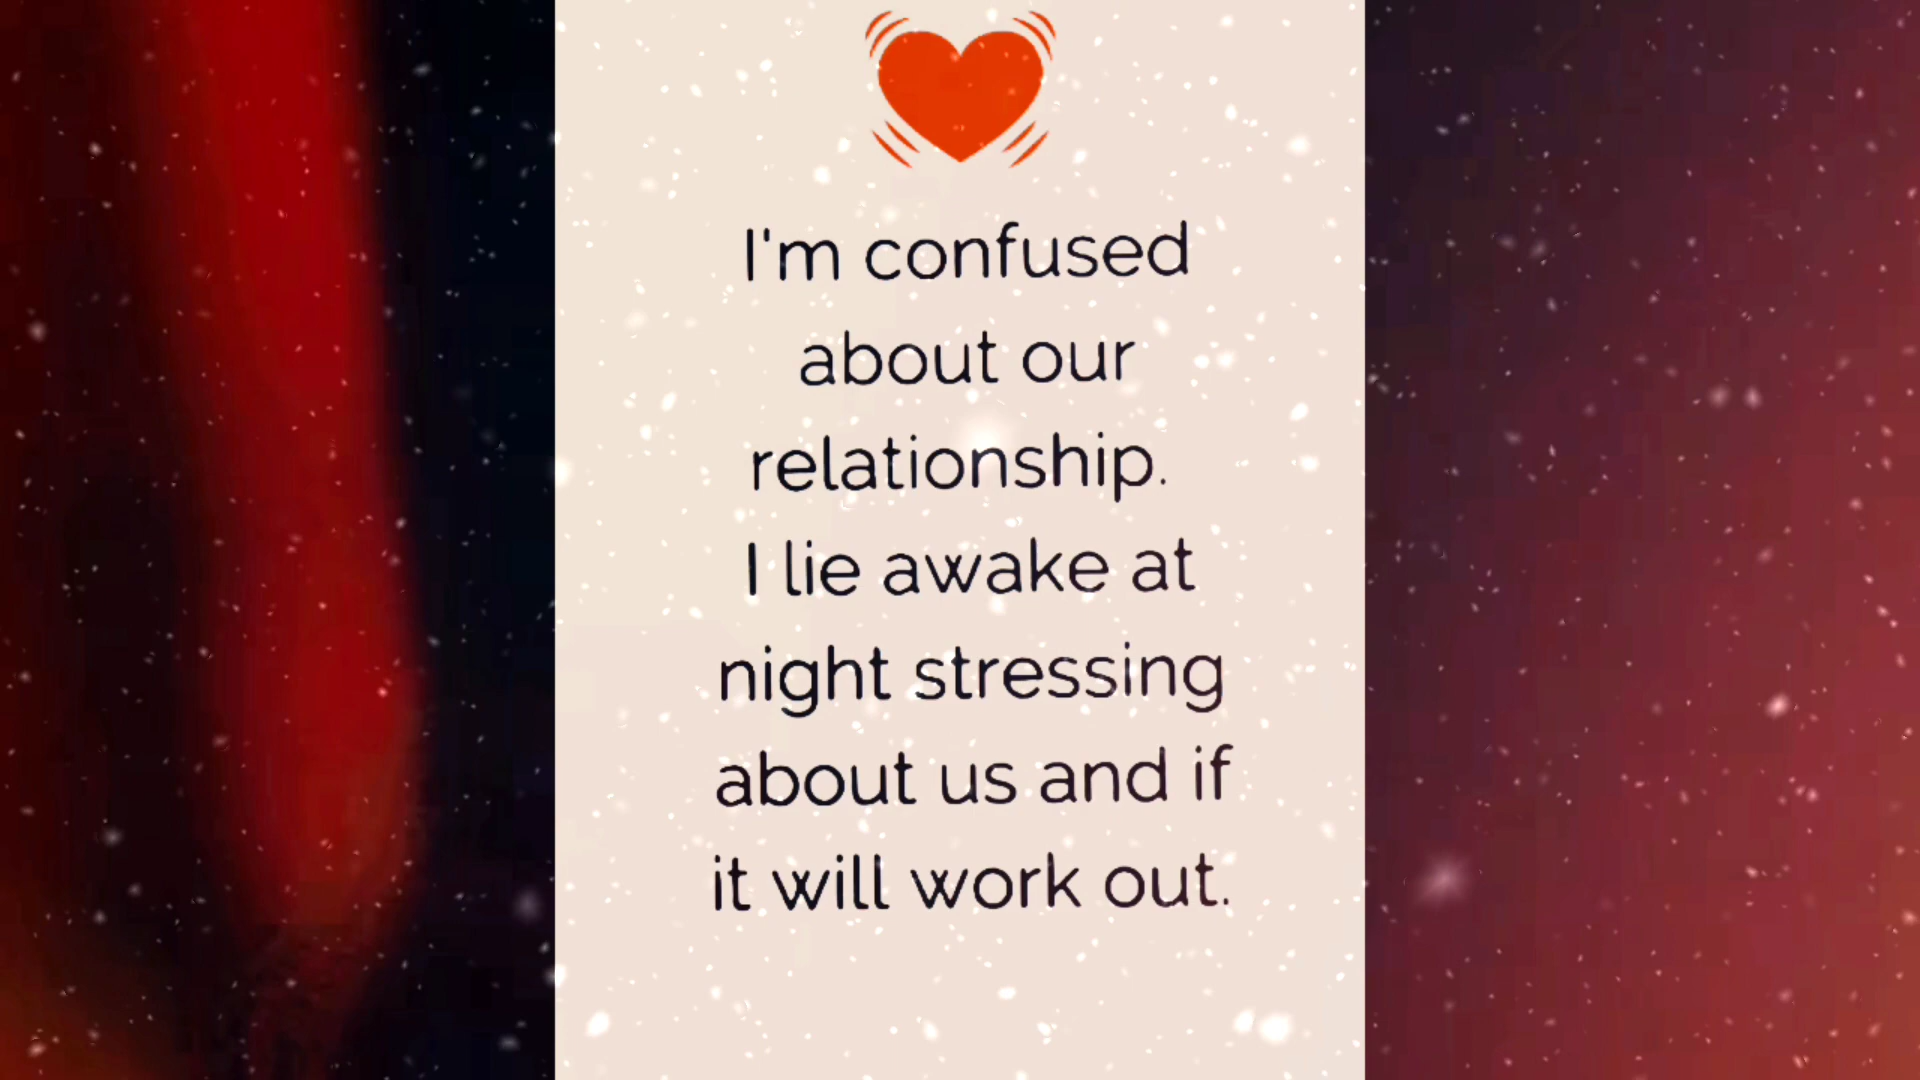 I'm confused
about our
relationship.
I lie awake at
night stressing
about us and if
it will work out.